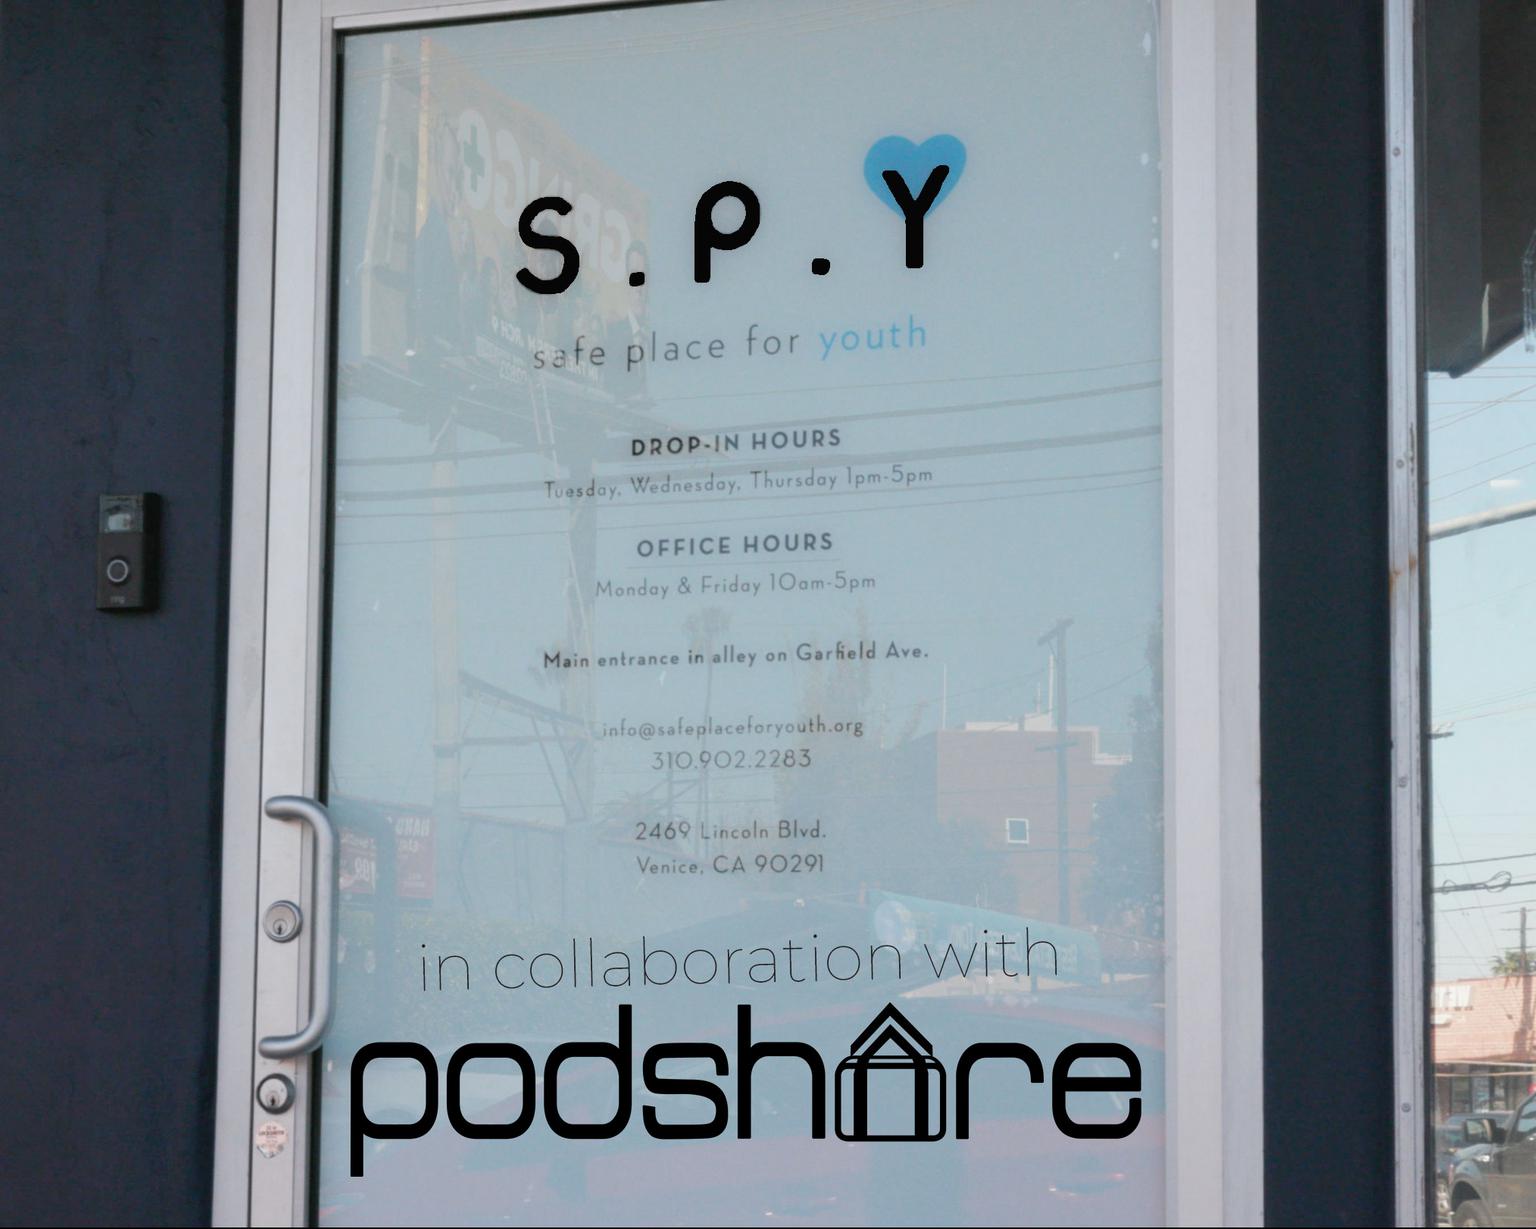 S.P.Y
safe place for youth
DROP-IN HOURS
Tuesday, Wednesday, Thursday 1pm-5pm
OFFICE HOURS
Monday & Friday 10am-5pm
Main entrance in alley on Garfield Ave.
info@safeplaceforyouth.org
310.902.2283
2469 Lincoln Blvd.
Venice, CA 90291
in collaboration with
podshare
ring